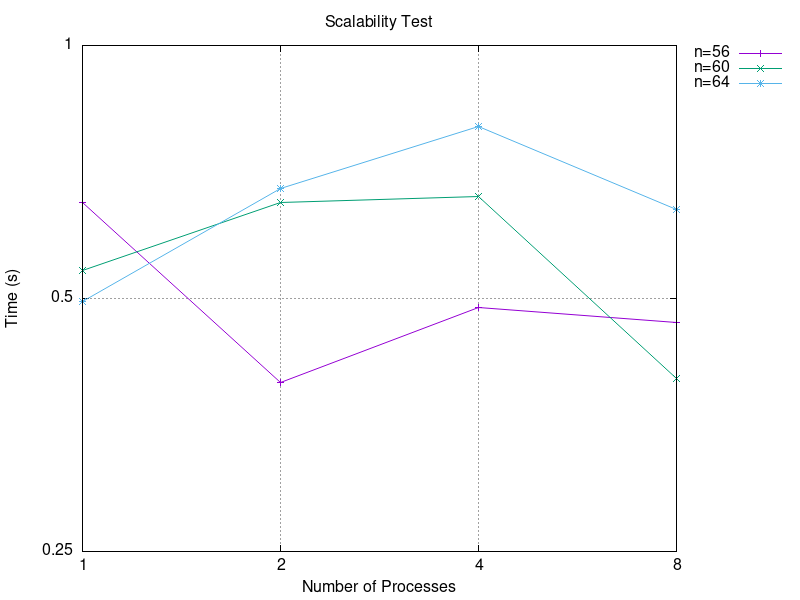 Scalability Test
1
n=56
n=60
n=64
Time (s)
0.5
0.25
1 2 4 8
Number of Processes